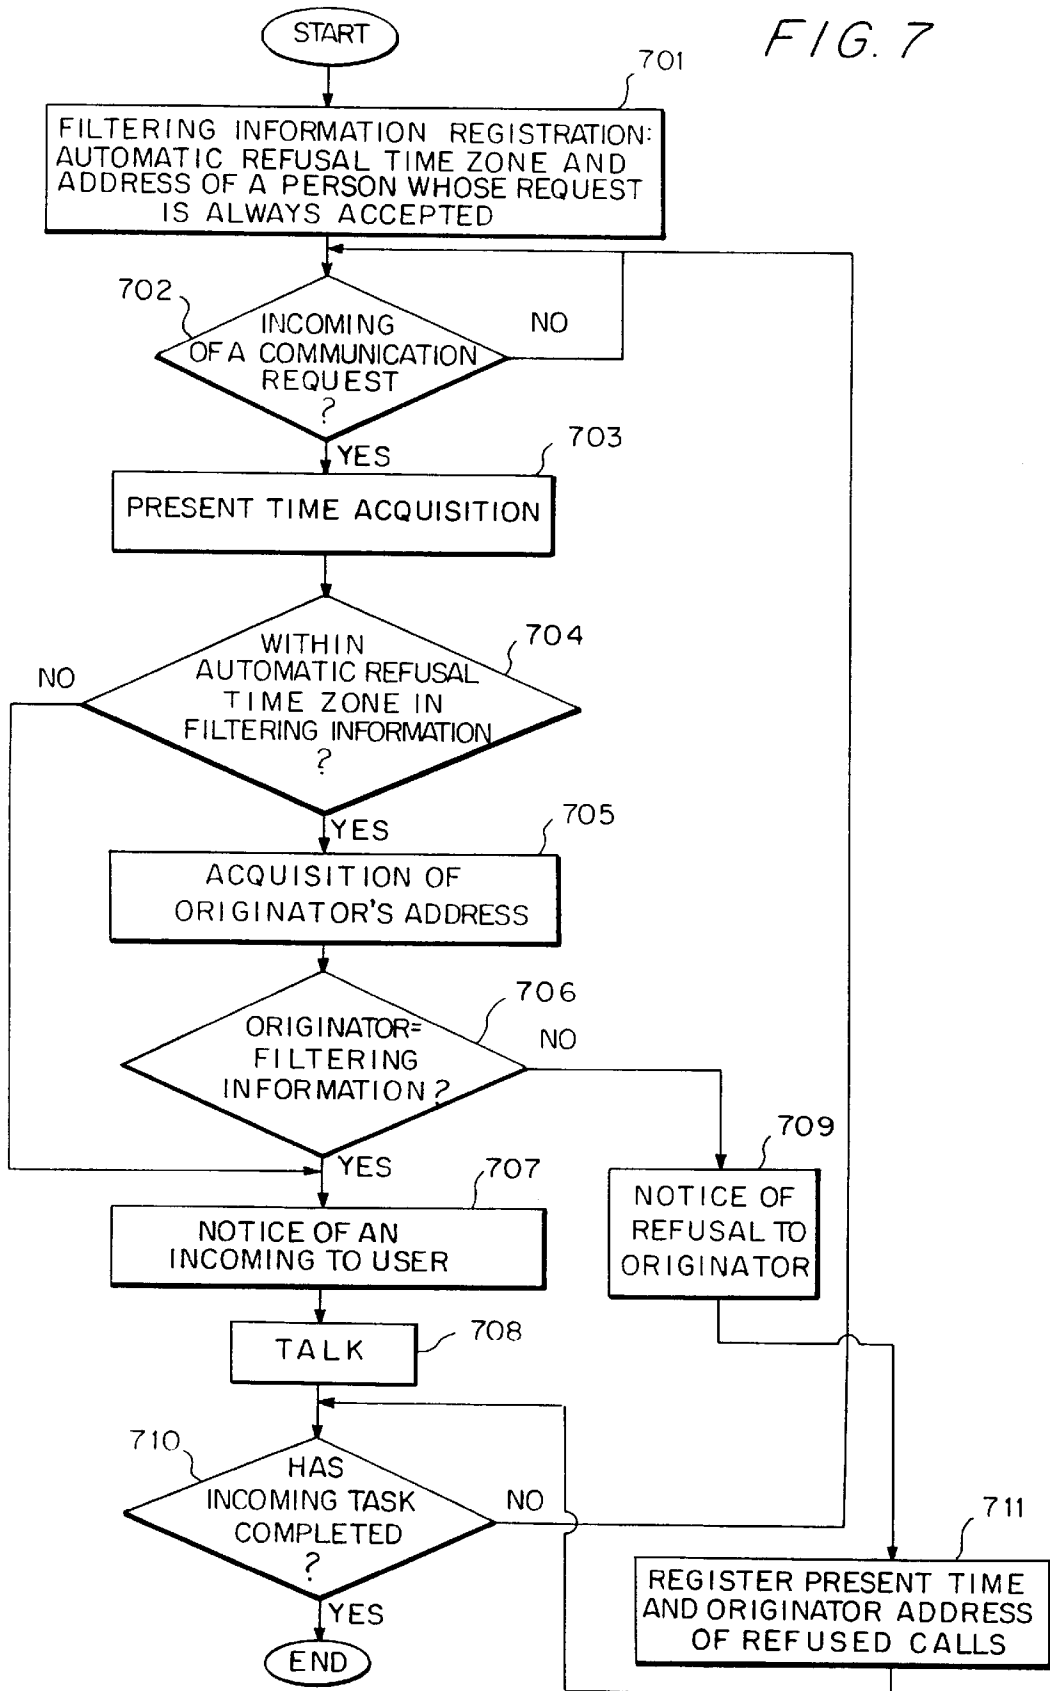 START
FIG. 7
701
FILTERING INFORMATION REGISTRATION:
AUTOMATIC REFUSAL TIME ZONE AND
ADDRESS OF A PERSON WHOSE REQUEST
IS ALWAYS ACCEPTED
702
INCOMING
OF A COMMUNICATION
REQUEST
?
NO
YES
703
PRESENT TIME ACQUISITION
704
WITHIN
AUTOMATIC REFUSAL
TIME ZONE IN
FILTERING INFORMATION
?
NO
YES
705
ACQUISITION OF
ORIGINATOR'S ADDRESS
706
ORIGINATOR=
FILTERING
INFORMATION?
NO
YES
707
NOTICE OF AN
INCOMING TO USER
709
NOTICE OF
REFUSAL TO
ORIGINATOR
708
TALK
710
HAS
INCOMING TASK
COMPLETED
?
NO
YES
END
711
REGISTER PRESENT TIME
AND ORIGINATOR ADDRESS
OF REFUSED CALLS